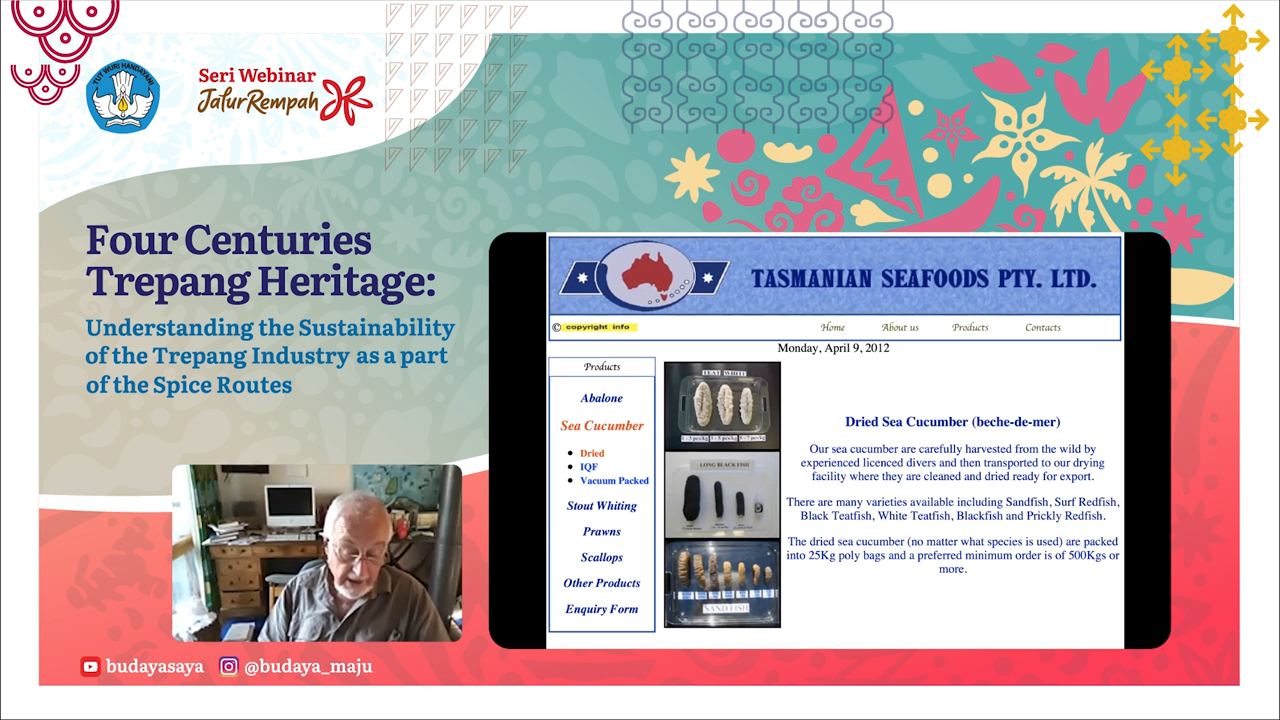 TUT WURI HANDAYANI
Seri Webinar
Jalur Rempah
Four Centuries
Trepang Heritage:
Understanding the Sustainability
of the Trepang Industry as a part
of the Spice Routes
budayasaya
@budaya_maju
TASMANIAN SEAFOODS PTY. LTD.
© copyright info
Home
About us
Products
Contacts
Monday, April 9, 2012
Products
Abalone
Sea Cucumber
Dried
IQF
Vacuum Packed
Stout Whiting
Prawns
Scallops
Other Products
Enquiry Form
TEAT WHITE
LONG BLACK FISH
SAND FISH
Dried Sea Cucumber (beche-de-mer)
Our sea cucumber are carefully harvested from the wild by
experienced licenced divers and then transported to our drying
facility where they are cleaned and dried ready for export.
There are many varieties available including Sandfish, Surf Redfish,
Black Teatfish, White Teatfish, Blackfish and Prickly Redfish.
The dried sea cucumber (no matter what species is used) are packed
into 25Kg poly bags and a preferred minimum order is of 500Kgs or
more.